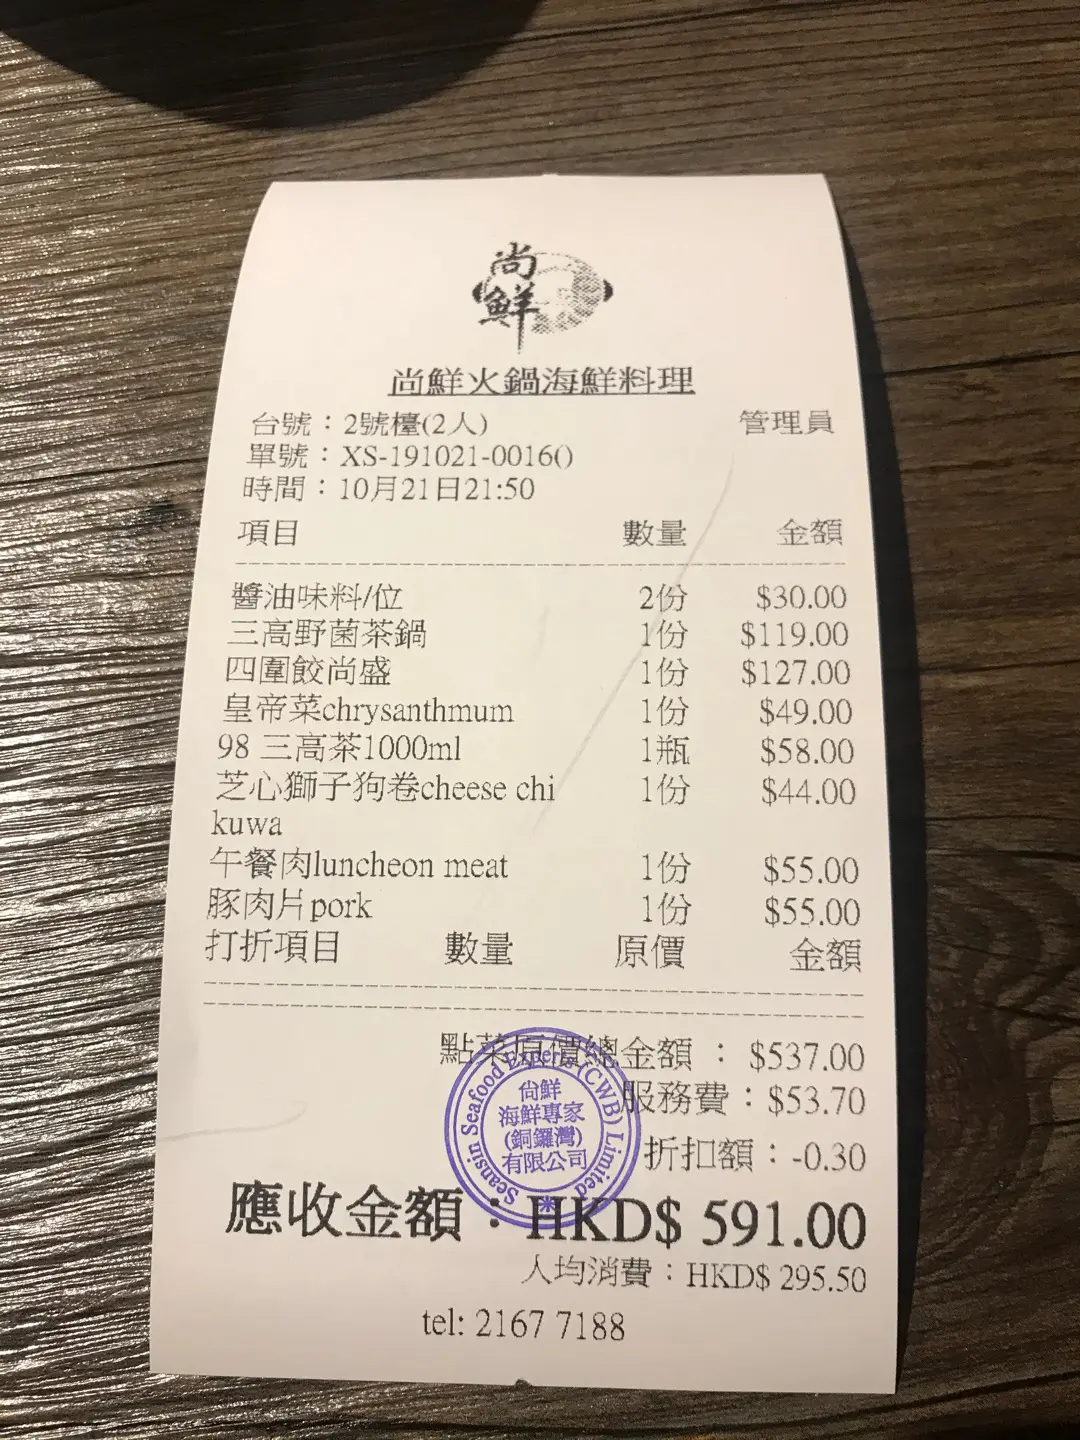 尚鮮
尚鮮火鍋海鮮料理
台號：2號檯(2人) 管理員
單號：XS-191021-0016()
時間：10月21日21:50
項目 數量 金額
醬油味料/位 2份 $30.00
三高野菌茶鍋 1份 $119.00
四圍餃尚盛 1份 $127.00
皇帝菜chrysanthmum 1份 $49.00
98 三高茶1000ml 1瓶 $58.00
芝心獅子狗卷cheese chi 1份 $44.00
kuwa
午餐肉luncheon meat 1份 $55.00
豚肉片pork 1份 $55.00
打折項目 數量 原價 金額
點菜原價總金額：$537.00
服務費：$53.70
折扣額：-0.30
應收金額：HKD$ 591.00
人均消費：HKD$ 295.50
tel: 2167 7188
Seansin Seafood Expert (CWB) Limited
尚鮮
海鮮專家
(銅鑼灣)
有限公司